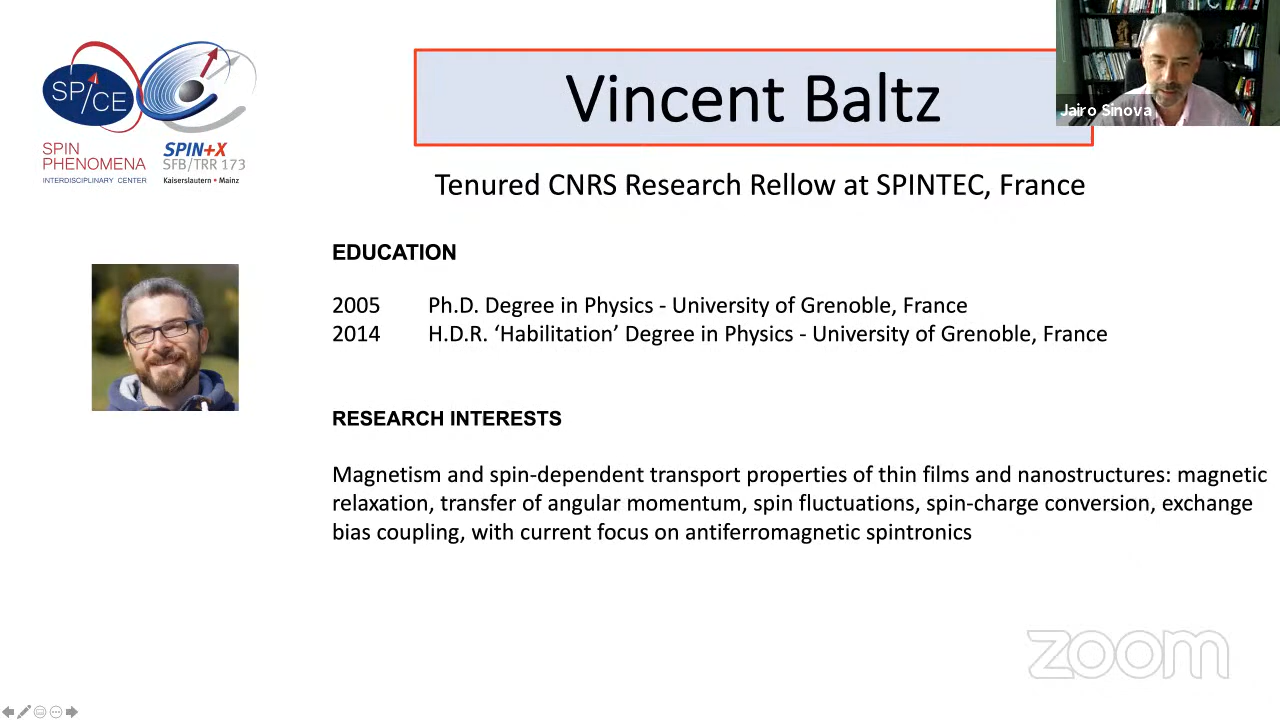 Vincent Baltz
Jairo Sinova
SPICE
SPIN
PHENOMENA
INTERDISCIPLINARY CENTER
SPIN+X
SFB/TRR 173
Kaiserslautern • Mainz
Tenured CNRS Research Rellow at SPINTEC, France
EDUCATION
2005 Ph.D. Degree in Physics - University of Grenoble, France
2014 H.D.R. ‘Habilitation’ Degree in Physics - University of Grenoble, France
RESEARCH INTERESTS
Magnetism and spin-dependent transport properties of thin films and nanostructures: magnetic
relaxation, transfer of angular momentum, spin fluctuations, spin-charge conversion, exchange
bias coupling, with current focus on antiferromagnetic spintronics
zoom